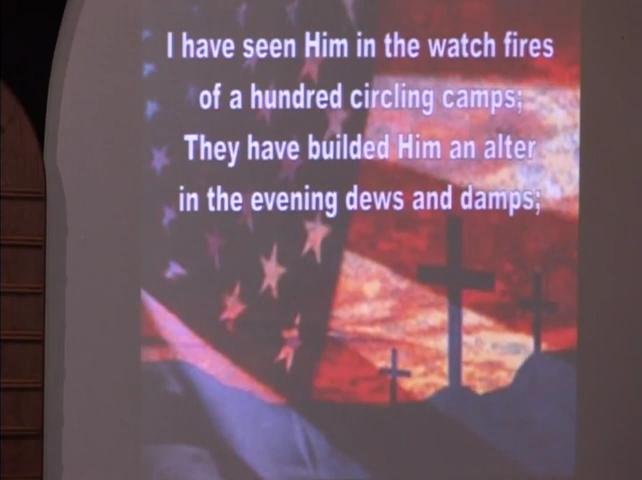 I have seen Him in the watch fires
of a hundred circling camps;
They have builded Him an alter
in the evening dews and damps;